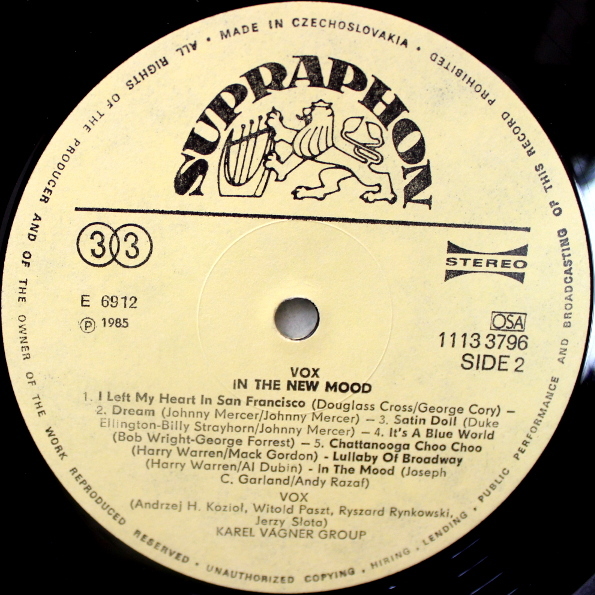 ALL RIGHTS OF THE PRODUCER AND OF THE OWNER OF THE WORK REPRODUCED RESERVED · UNAUTHORIZED COPYING · HIRING · LENDING · PUBLIC PERFORMANCE AND BROADCASTING OF THIS RECORD PROHIBITED · MADE IN CZECHOSLOVAKIA ·
SUPRAPHON
33
STEREO
E 6912
℗ 1985
OSA
1113 3796
SIDE 2
VOX
IN THE NEW MOOD
1. I Left My Heart In San Francisco (Douglass Cross/George Cory) –
2. Dream (Johnny Mercer/Johnny Mercer) – 3. Satin Doll (Duke
Ellington-Billy Strayhorn/Johnny Mercer) – 4. It's A Blue World
(Bob Wright-George Forrest) – 5. Chattanooga Choo Choo
(Harry Warren/Mack Gordon) - Lullaby Of Broadway
(Harry Warren/Al Dubin) - In The Mood (Joseph
C. Garland/Andy Razaf)
VOX
(Andrzej H. Kozioł, Witold Paszt, Ryszard Rynkowski,
Jerzy Słota)
KAREL VÁGNER GROUP